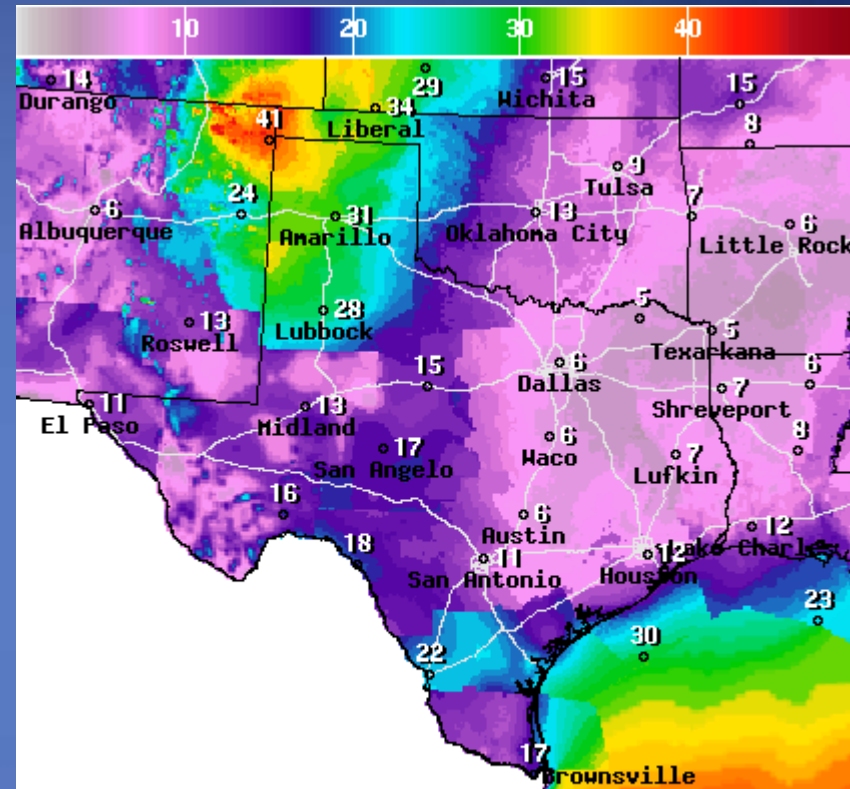 10 20 30 40
14 29 15 15
Durango Wichita
41 34 8
Liberal
9
Tulsa
6 24 31 13 7 6
Albuquerque Amarillo Oklahoma City Little Rock
13 28 5 5
Roswell Lubbock Texarkana
15 6 7 6
Dallas
11 13 Shreveport
El Paso Midland
17 6 7 8
San Angelo Waco Lufkin
16 6 12
Austin
18 11 12 Lake Charles
San Antonio Houston
23
22 30
17
Brownsville